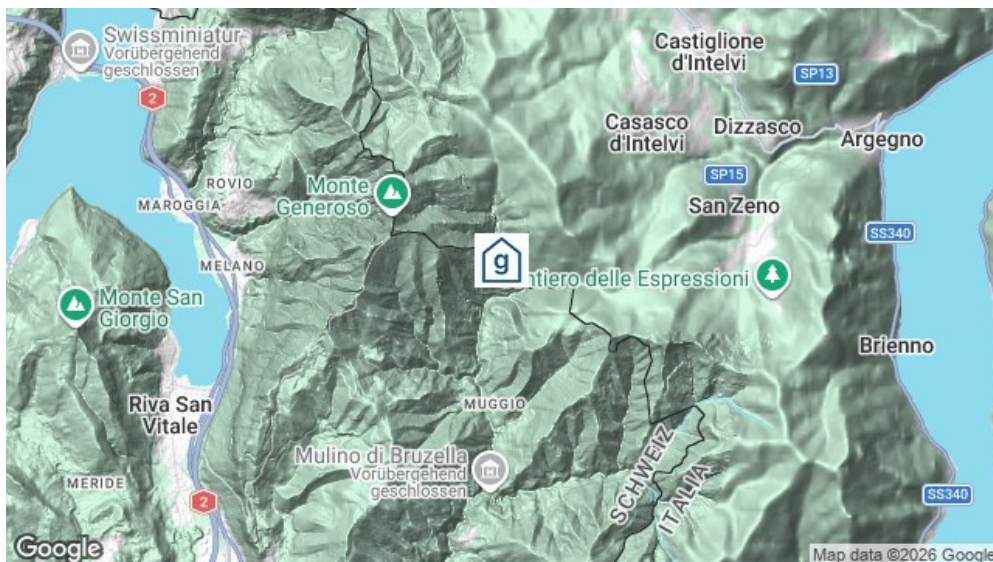 Swissminiatur
Vorübergehend
geschlossen
2
Castiglione
d'Intelvi
SP13
Casasco
d'Intelvi
Dizzasco
Argegno
ROVIO
Monte
Generoso
SP15
MAROGGIA
San Zeno
SS340
MELANO
g
ntiero delle Espressioni
Monte San
Giorgio
Brienno
Riva San
Vitale
MUGGIO
Mulino di Bruzella
Vorübergehend
geschlossen
SCHWEIZ
ITALIA
MERIDE
2
SS340
Google
Map data ©2026 Google